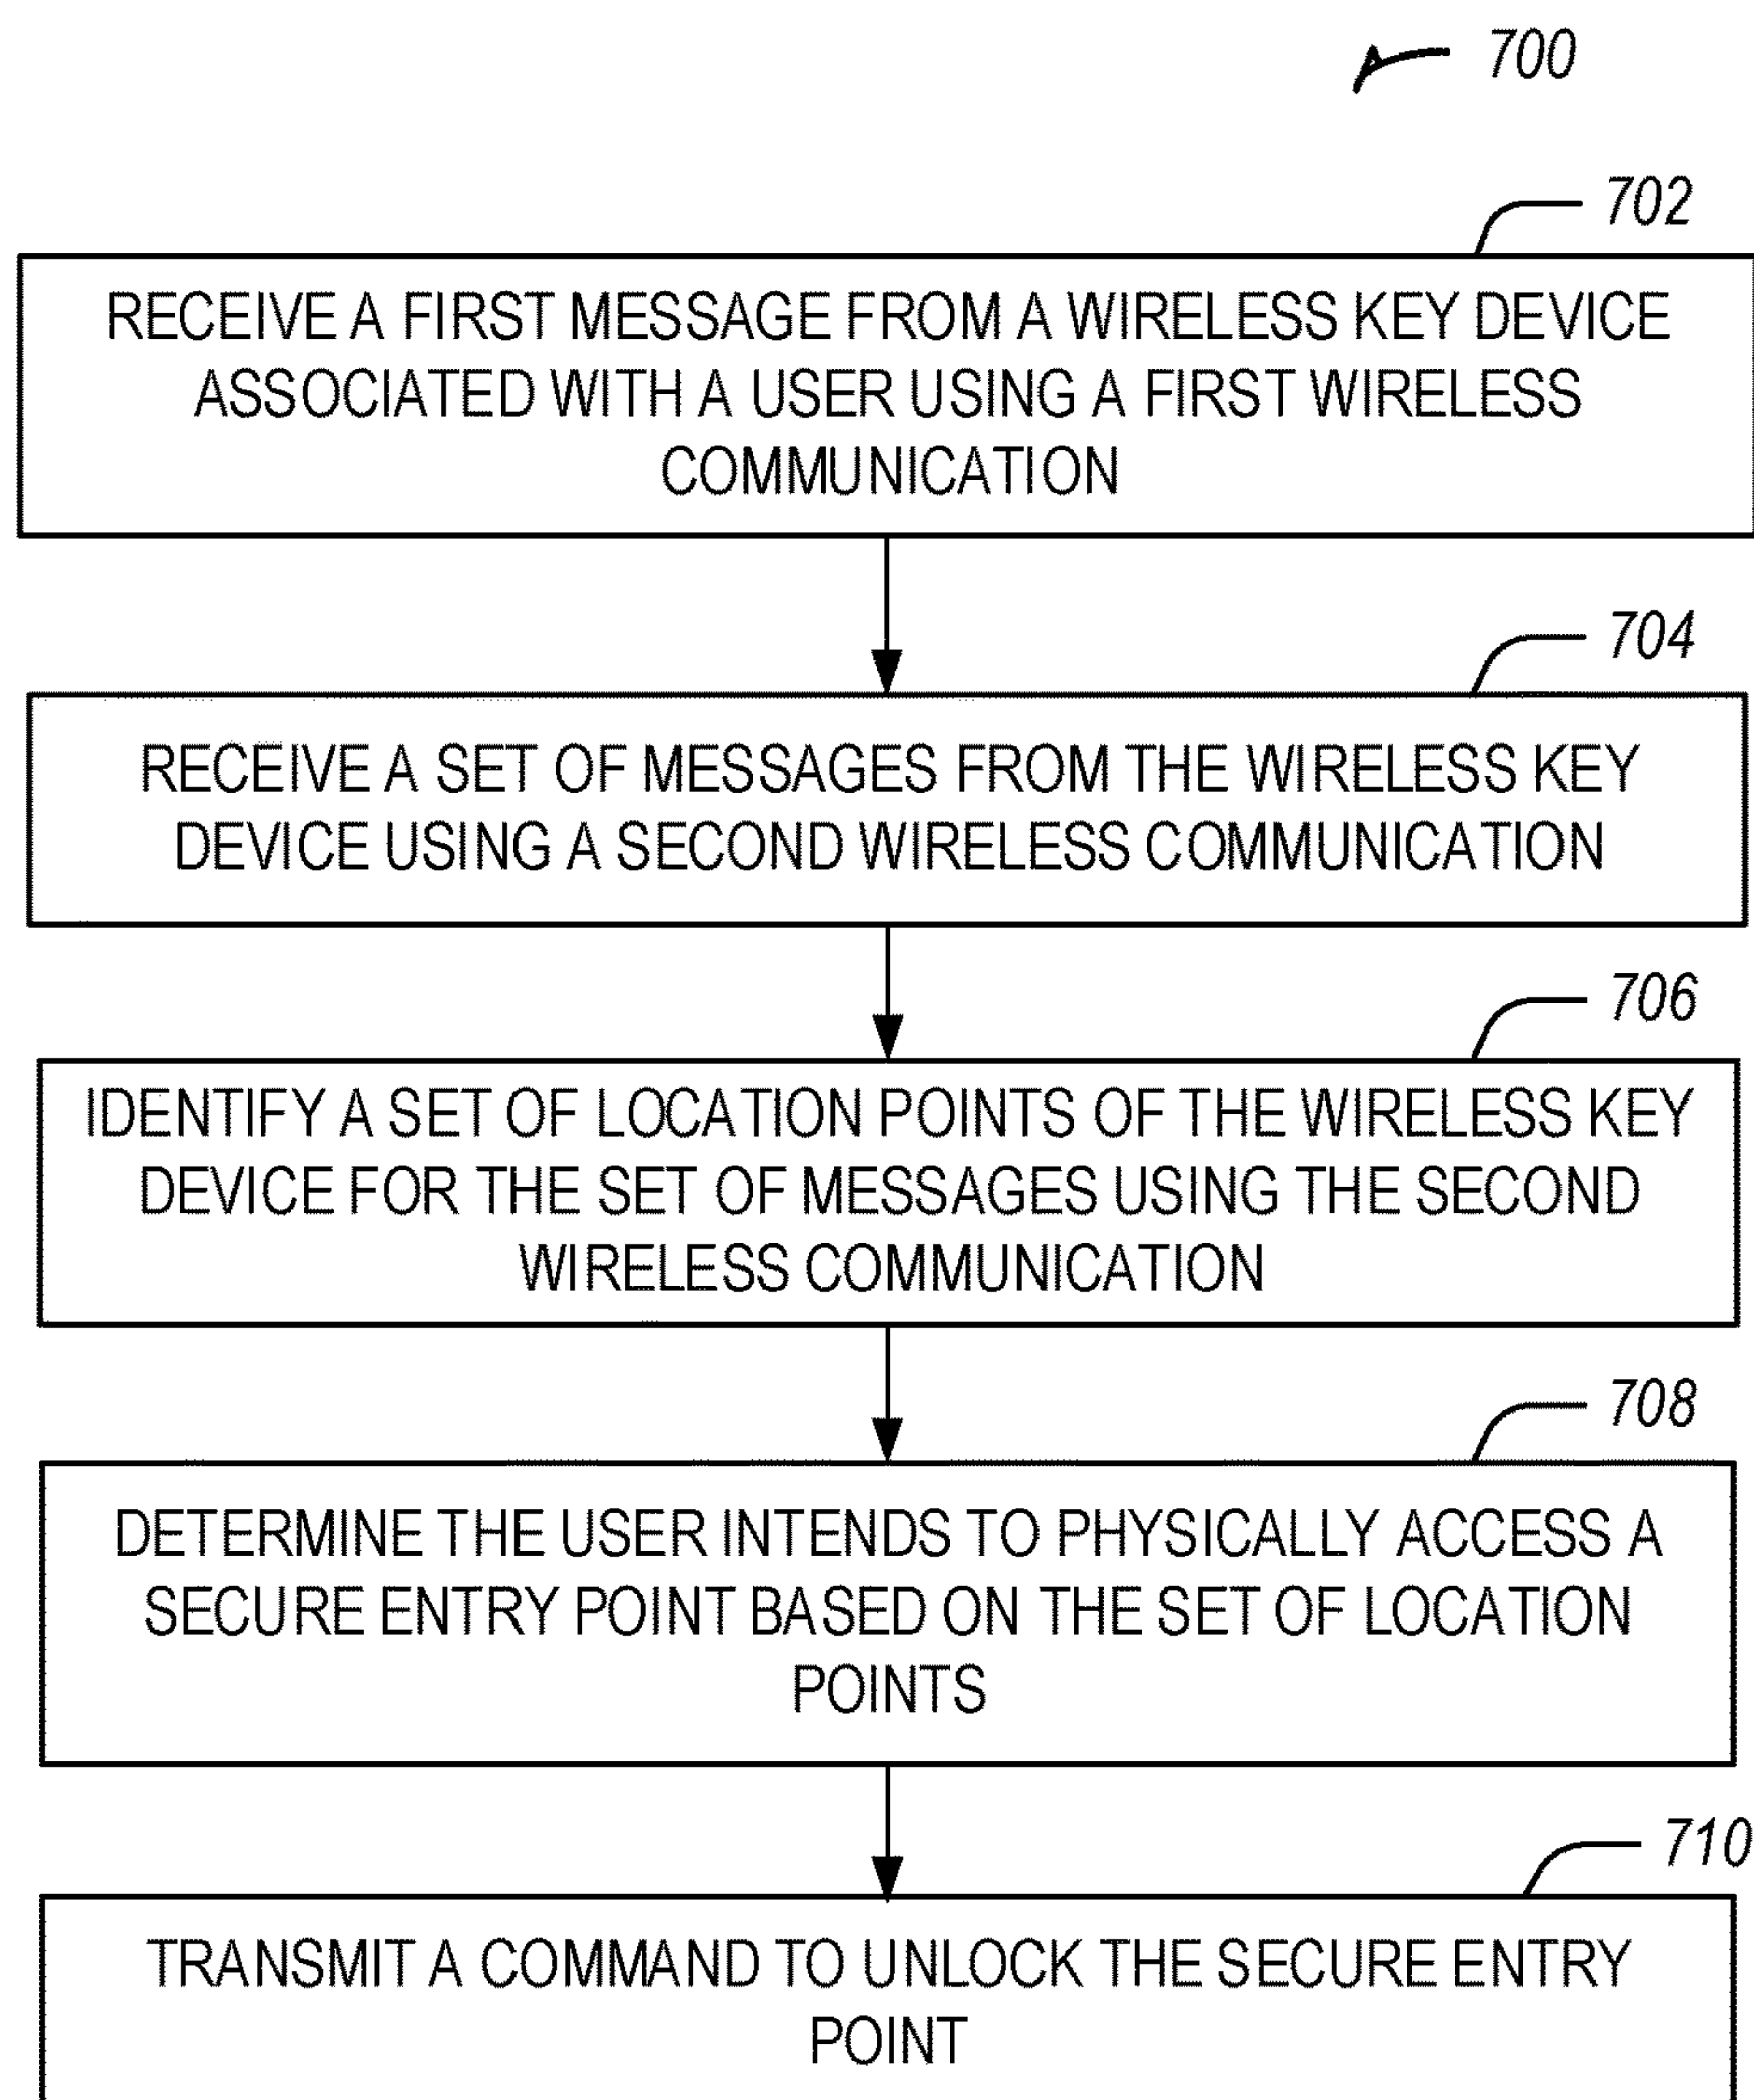 700
702
RECEIVE A FIRST MESSAGE FROM A WIRELESS KEY DEVICE
ASSOCIATED WITH A USER USING A FIRST WIRELESS
COMMUNICATION
704
RECEIVE A SET OF MESSAGES FROM THE WIRELESS KEY
DEVICE USING A SECOND WIRELESS COMMUNICATION
706
IDENTIFY A SET OF LOCATION POINTS OF THE WIRELESS KEY
DEVICE FOR THE SET OF MESSAGES USING THE SECOND
WIRELESS COMMUNICATION
708
DETERMINE THE USER INTENDS TO PHYSICALLY ACCESS A
SECURE ENTRY POINT BASED ON THE SET OF LOCATION
POINTS
710
TRANSMIT A COMMAND TO UNLOCK THE SECURE ENTRY
POINT